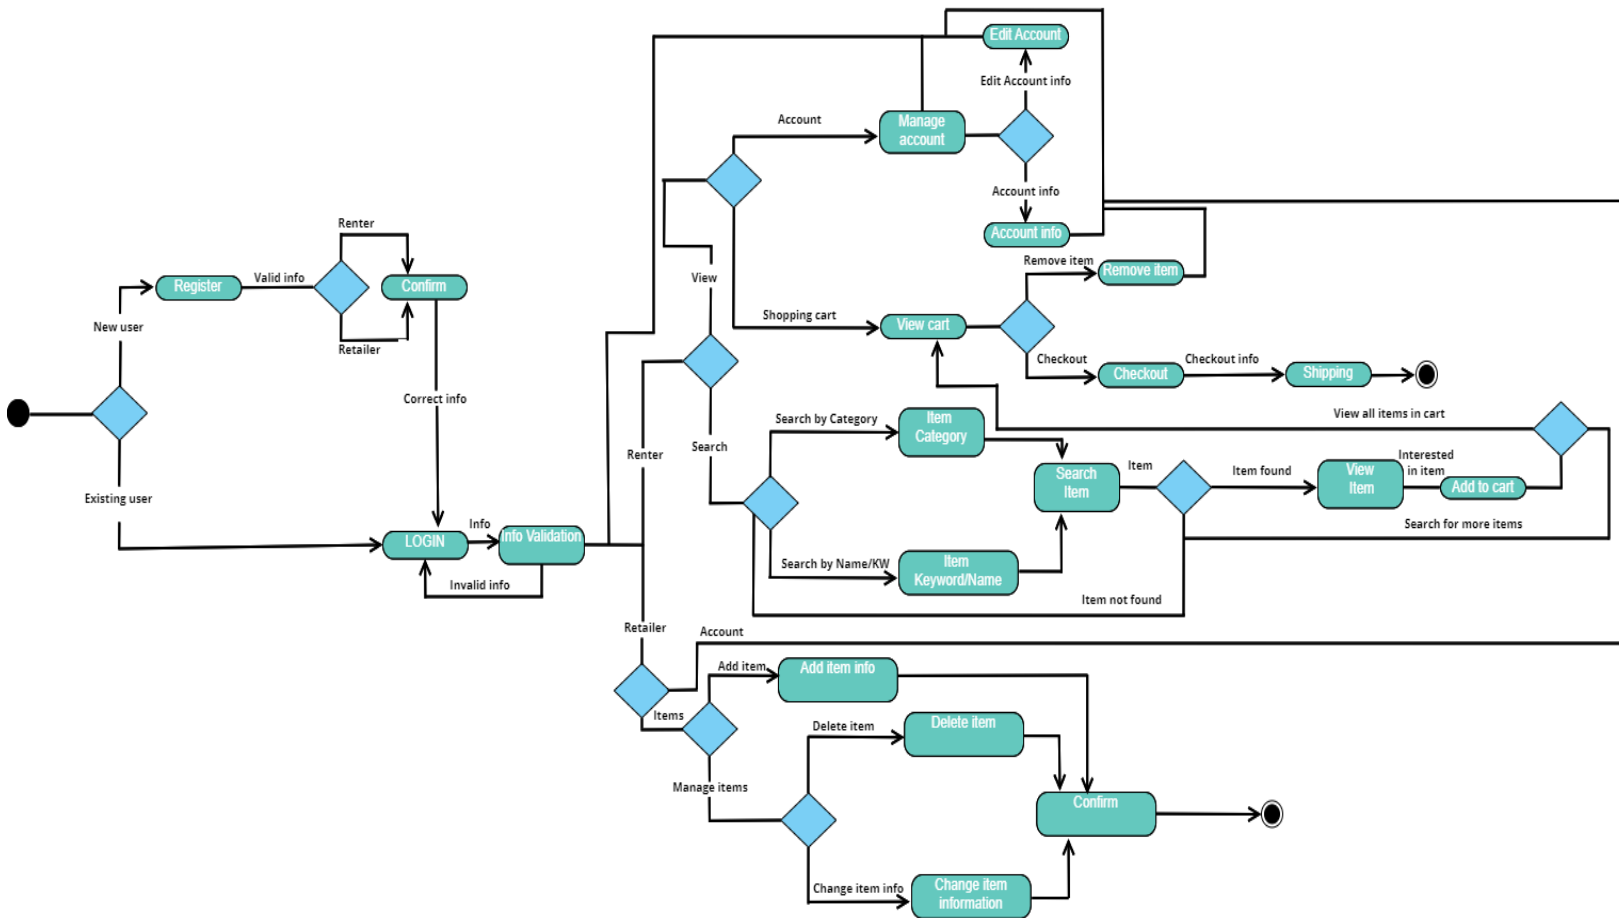 Edit Account
Edit Account info
Account
Manage
account
Account info
Account info
Renter
Remove item
Remove item
Register
Valid info
Confirm
View
New user
Shopping cart
View cart
Retailer
Checkout
Checkout
Checkout info
Shipping
Correct info
Search by Category
Item
Category
View all items in cart
Search
Renter
Item
Item found
Interested
in item
Search
Item
View
Item
Add to cart
Existing user
Info
Search for more items
LOGIN
Info Validation
Search by Name/KW
Item
Keyword/Name
Invalid info
Item not found
Retailer
Account
Add item
Add item info
Items
Delete item
Delete item
Manage items
Confirm
Change item info
Change item
information